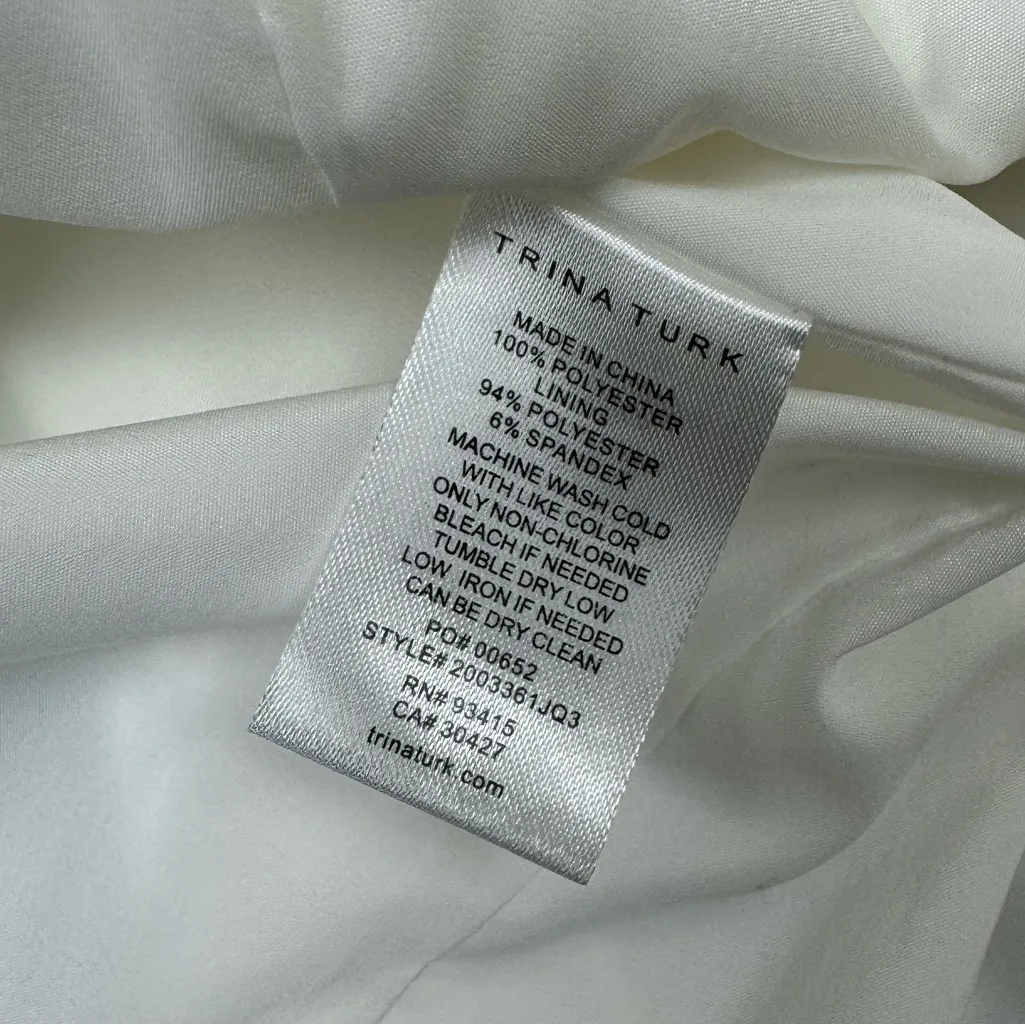 TRINA TURK
MADE IN CHINA
100% POLYESTER
LINING
94% POLYESTER
6% SPANDEX
MACHINE WASH COLD
WITH LIKE COLOR
ONLY NON-CHLORINE
BLEACH IF NEEDED
TUMBLE DRY LOW
LOW IRON IF NEEDED
CAN BE DRY CLEAN
PO# 00652
STYLE# 2003361JQ3
RN# 93415
CA# 30427
trinaturk.com